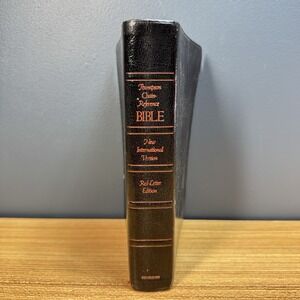 Thompson
Chain-
Reference
BIBLE
New
International
Version
Red-Letter
Edition